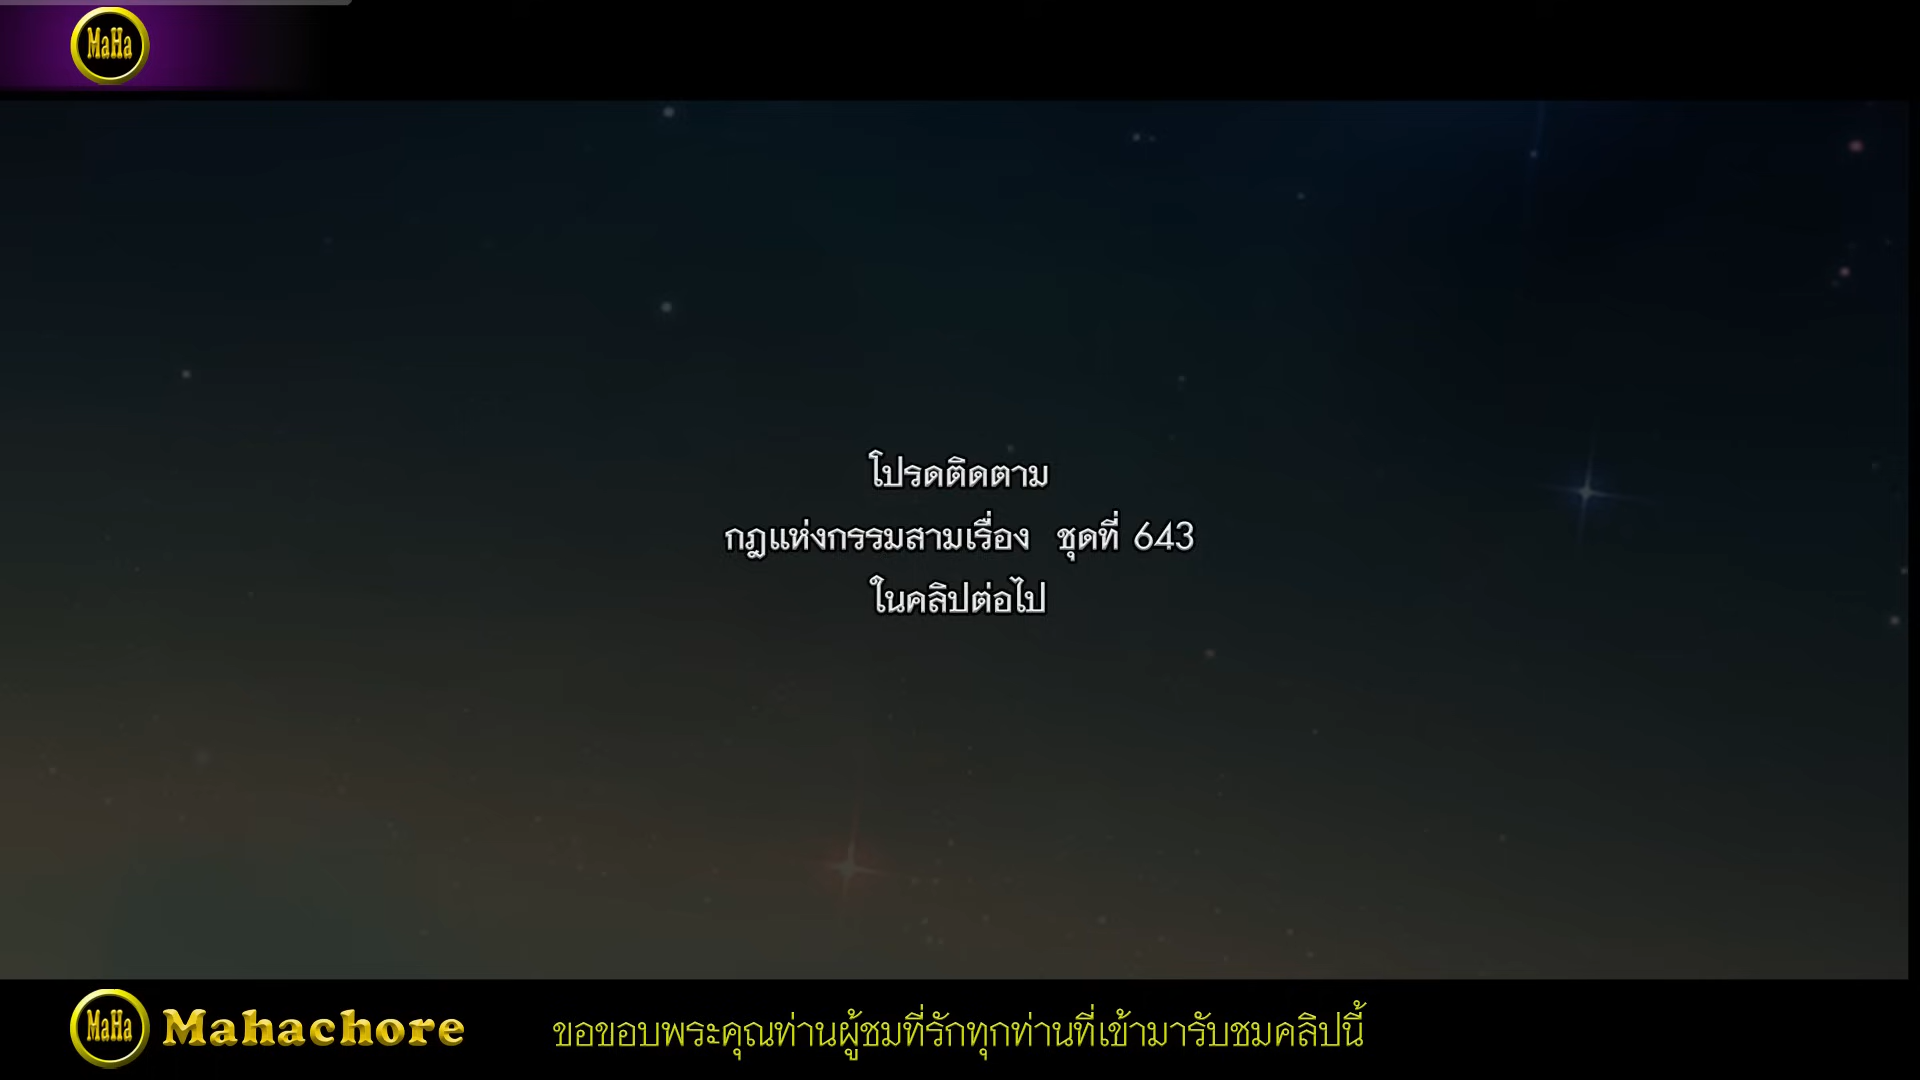 MaHa
โปรดติดตาม
กฎแห่งกรรมสามเรื่อง ชุดที่ 643
ในคลิปต่อไป
MaHa Mahachore ขอขอบพระคุณท่านผู้ชมที่รักทุกท่านที่เข้ามารับชมคลิปนี้